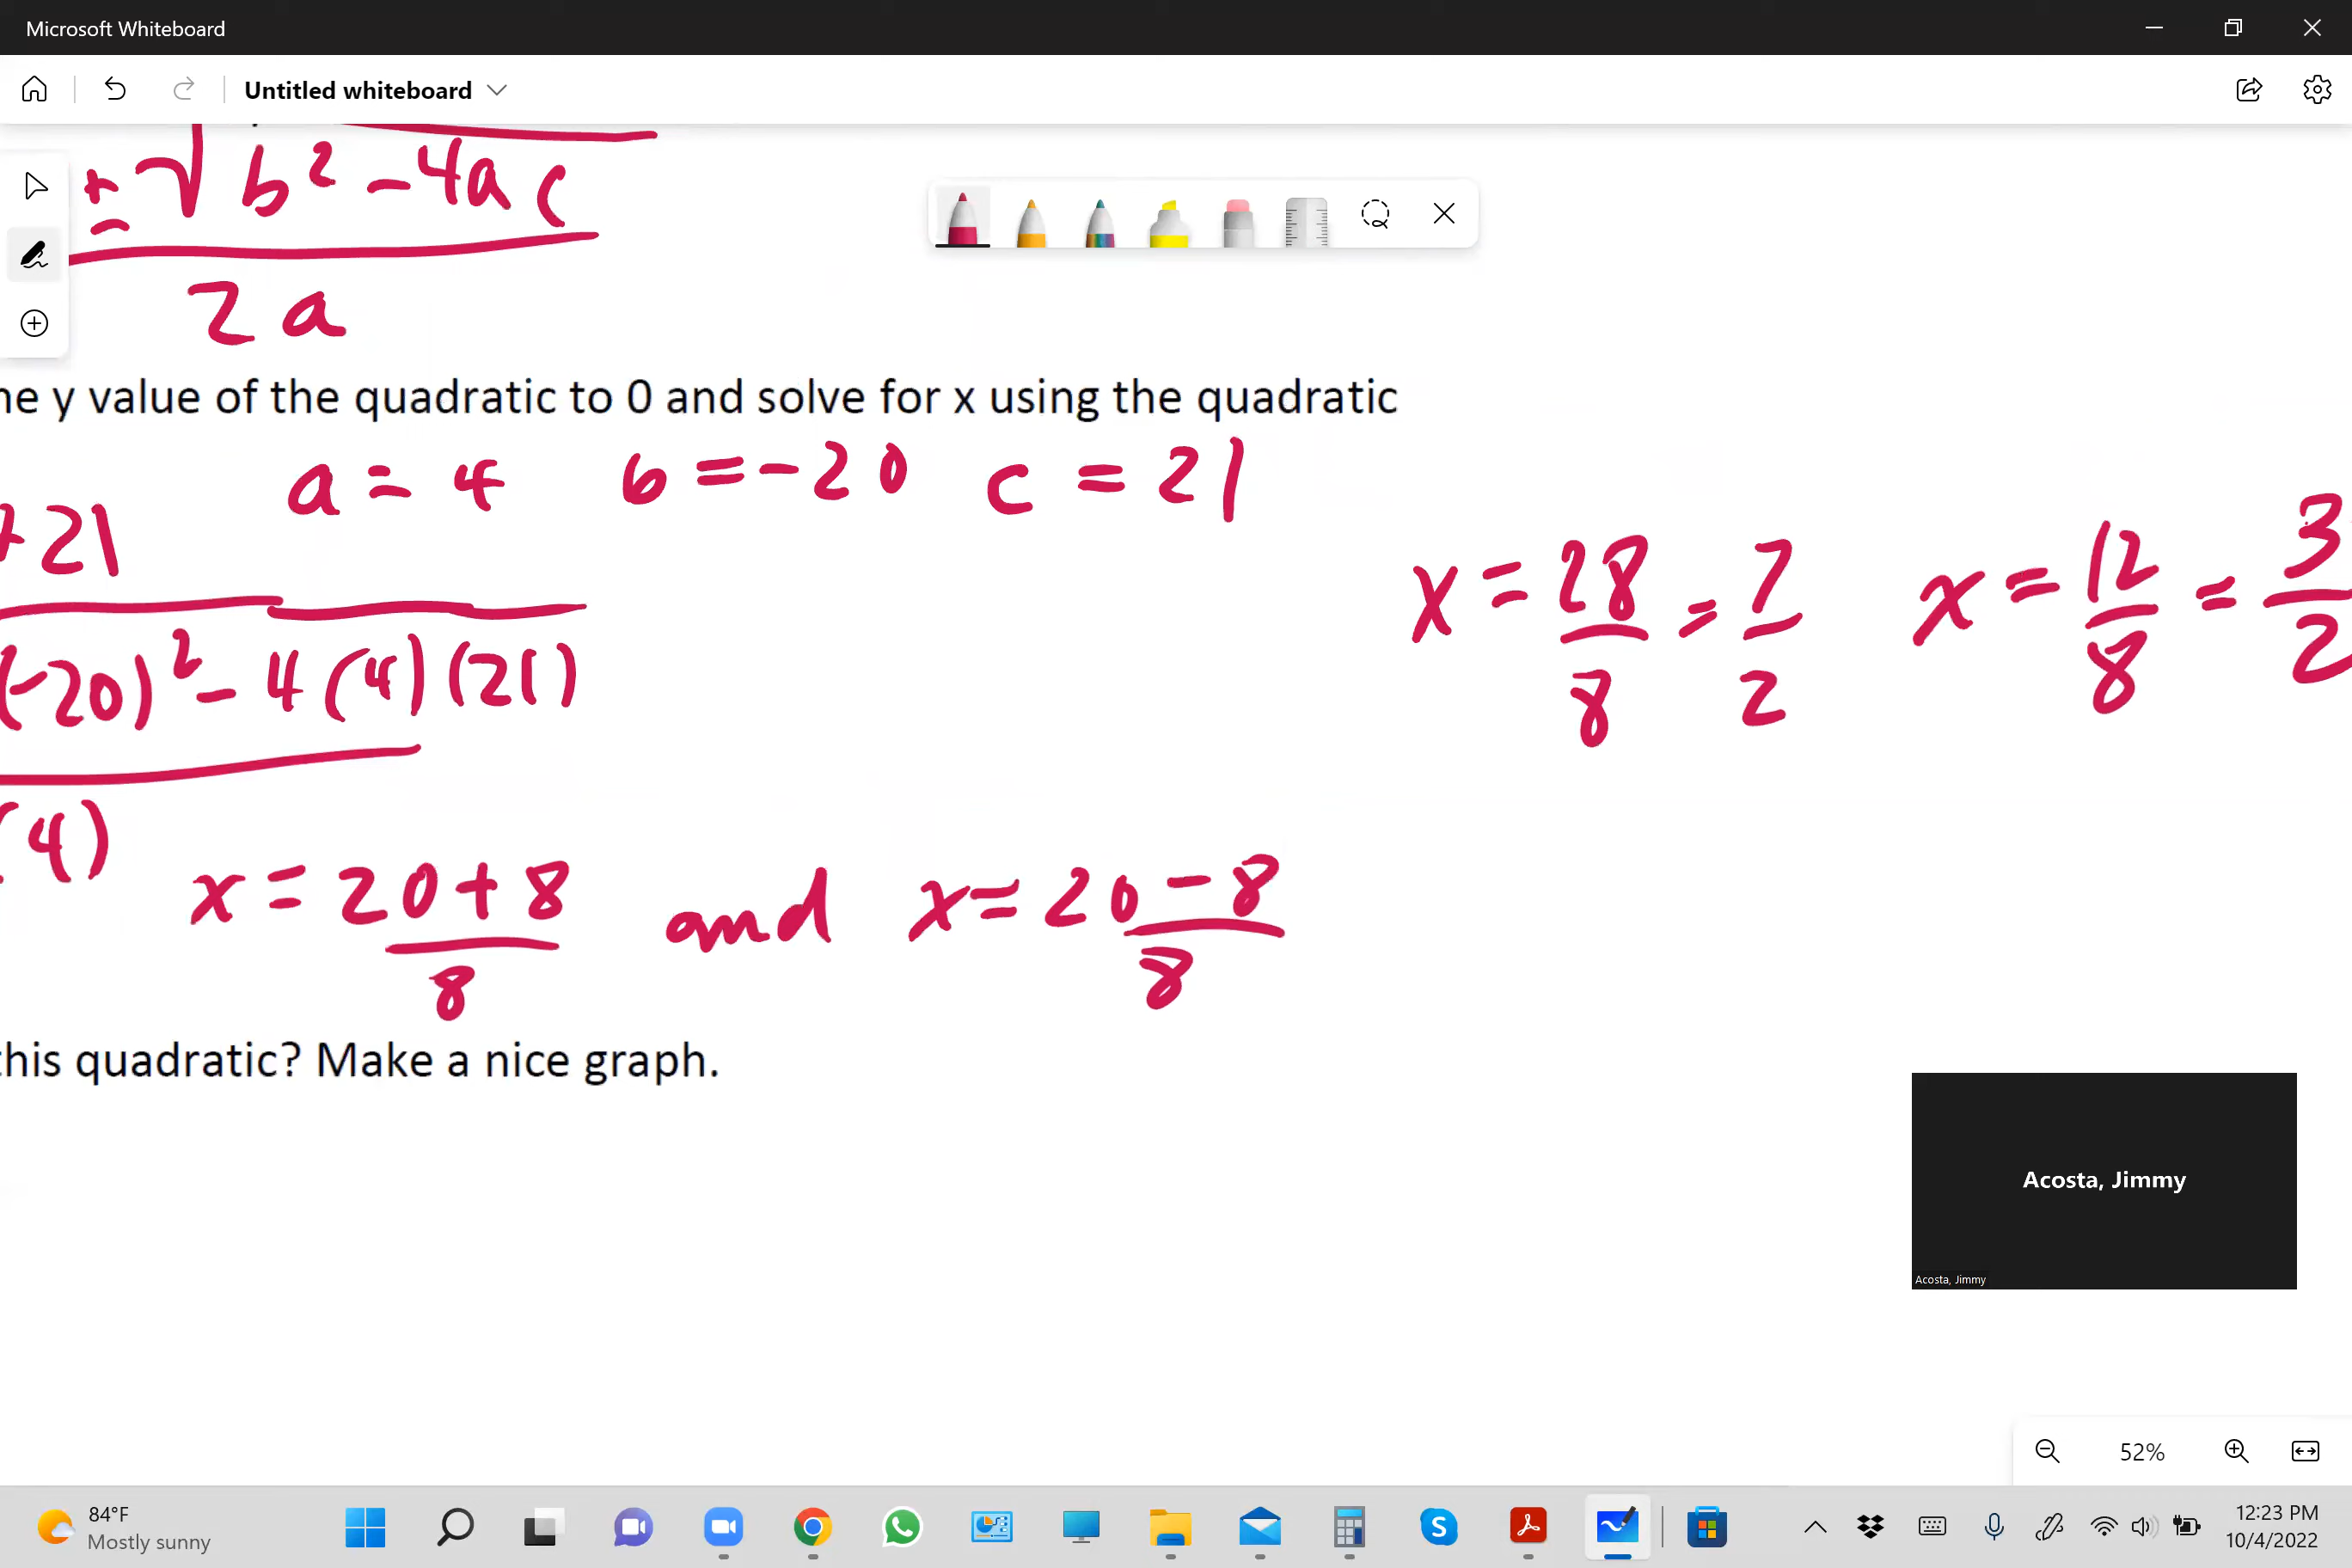 Microsoft Whiteboard
Untitled whiteboard
± √ b² - 4ac
2a
he y value of the quadratic to 0 and solve for x using the quadratic
a = 4 b = -20 c = 21
+ 21
x = 28/8 = 7/2 x = 12/8 = 3/2
(-20)² - 4(4)(21)
(4)
x = 20 + 8 and x = 20 - 8
8 8
this quadratic? Make a nice graph.
Acosta, Jimmy
Acosta, Jimmy
52%
84°F
Mostly sunny
12:23 PM
10/4/2022